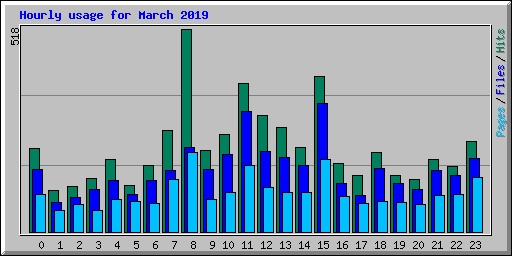 Hourly usage for March 2019
518
Pages / Files / Hits
0 1 2 3 4 5 6 7 8 9 10 11 12 13 14 15 16 17 18 19 20 21 22 23